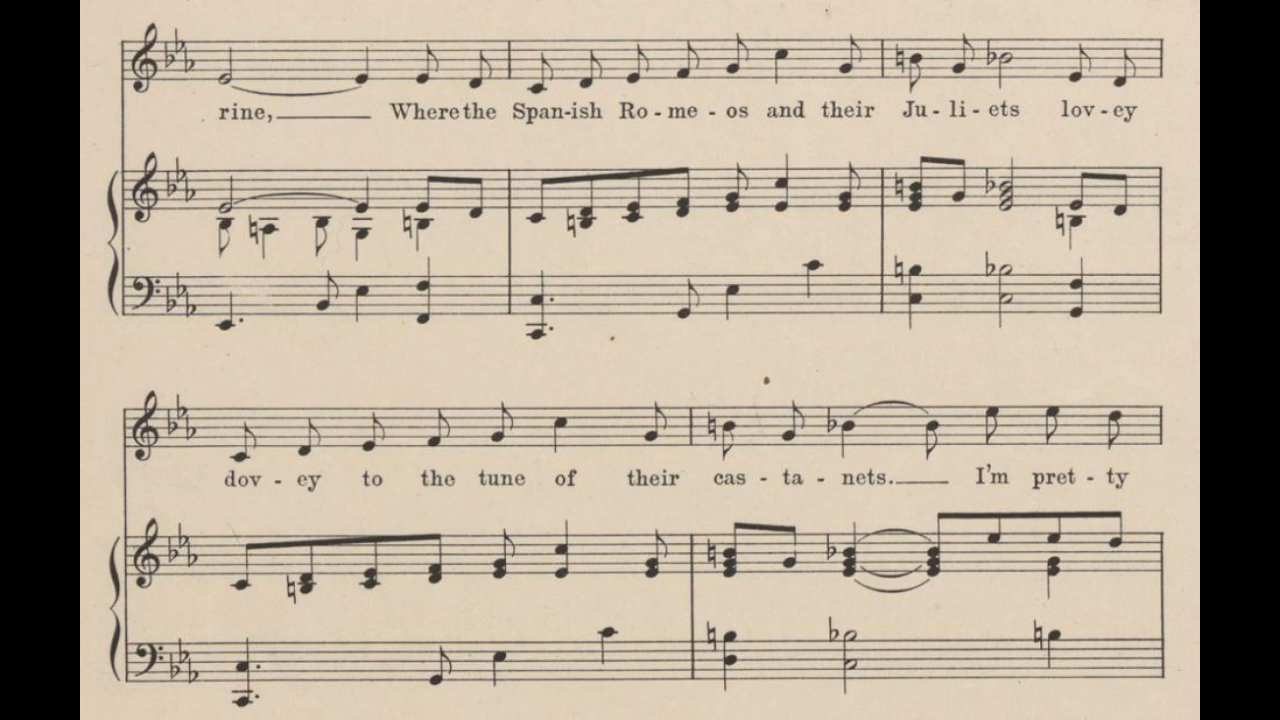 rine, Where the Span-ish Ro - me - os and their Ju - li - ets lov - ey
dov - ey to the tune of their cas - ta - nets. I'm pret - ty